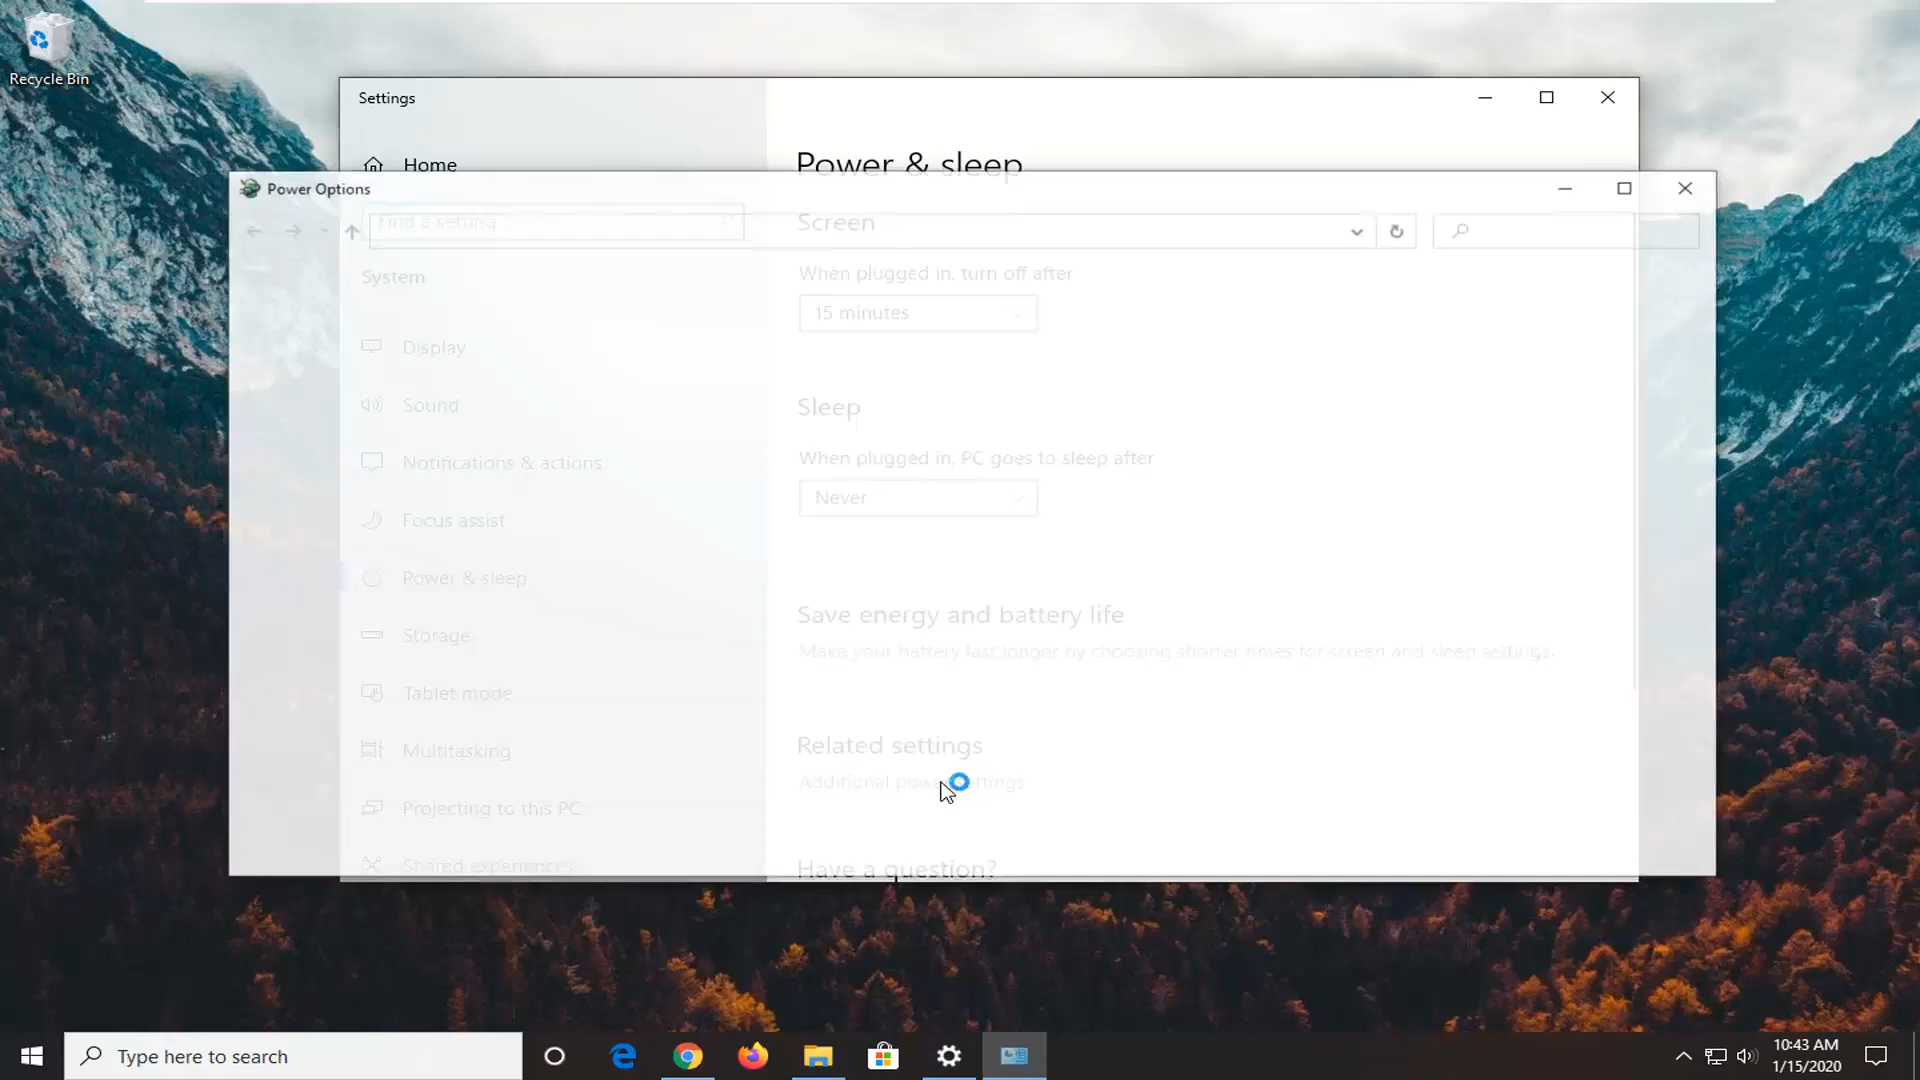 Recycle Bin
Settings
Home
Power & sleep
Power Options
Find a setting
Screen
System
When plugged in, turn off after
15 minutes
Display
Sound
Sleep
Notifications & actions
When plugged in, PC goes to sleep after
Never
Focus assist
Power & sleep
Save energy and battery life
Storage
Make your battery last longer by choosing shorter times for screen and sleep settings.
Tablet mode
Related settings
Multitasking
Additional power settings
Projecting to this PC
Shared experiences
Have a question?
Type here to search
10:43 AM
1/15/2020